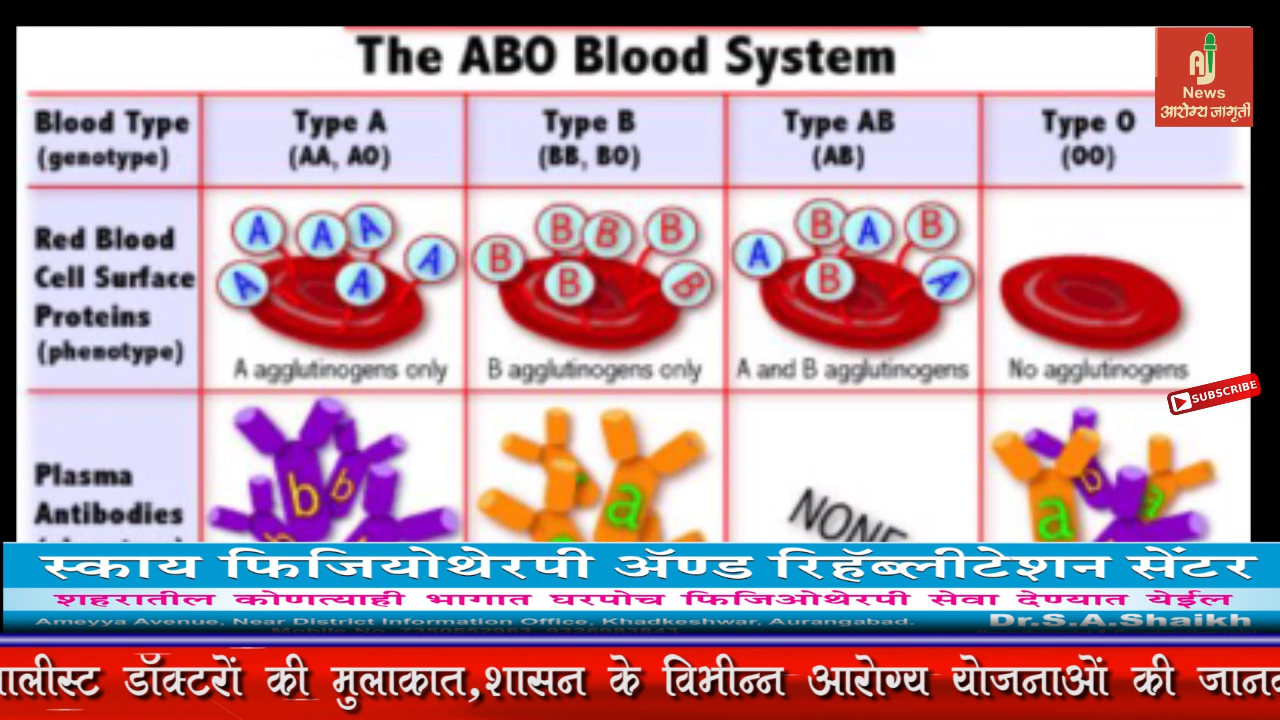 The ABO Blood System
AJ
News
आरोग्य जागृती
Blood Type
(genotype)
Type A
(AA, AO)
Type B
(BB, BO)
Type AB
(AB)
Type O
(OO)
Red Blood
Cell Surface
Proteins
(phenotype)
A A A A A A
B B B B B B
A B A B B A
A agglutinogens only
B agglutinogens only
A and B agglutinogens
No agglutinogens
SUBSCRIBE
Plasma
Antibodies
b b
a
NONE
a b a
स्काय फिजियोथेरपी ॲण्ड रिहॅब्लीटेशन सेंटर
शहरातील कोणत्याही भागात घरपोच फिजिओथेरपी सेवा देण्यात येईल
Ameyya Avenue, Near District Information Office, Khadkeshwar, Aurangabad.
Dr.S.A.Shaikh
Mobile No.
ालीस्ट डॉक्टरों की मुलाकात,शासन के विभीन्न आरोग्य योजनाओं की जान